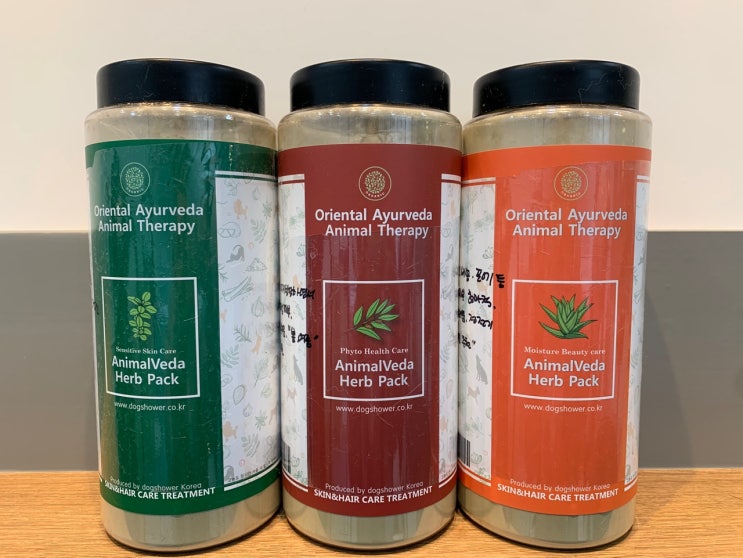 Oriental Ayurveda
Animal Therapy
Sensitive Skin Care
AnimalVeda
Herb Pack
www.dogshower.co.kr
Produced by dogshower Korea
SKIN&HAIR CARE TREATMENT
Oriental Ayurveda
Animal Therapy
Phyto Health Care
AnimalVeda
Herb Pack
www.dogshower.co.kr
Produced by dogshower Korea
SKIN&HAIR CARE TREATMENT
Oriental Ayurveda
Animal Therapy
Moisture Beauty care
AnimalVeda
Herb Pack
www.dogshower.co.kr
Produced by dogshower Korea
SKIN&HAIR CARE TREATMENT